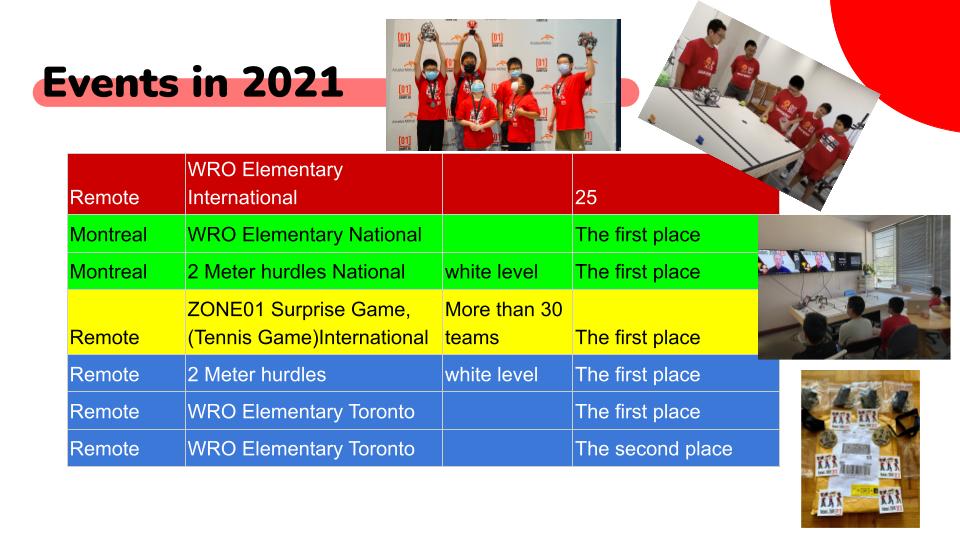 Events in 2021
[01]
ArcelorMittal
Remote
WRO Elementary
International
25
Montreal
WRO Elementary National
The first place
Montreal
2 Meter hurdles National
white level
The first place
Remote
ZONE01 Surprise Game,
(Tennis Game)International
More than 30
teams
The first place
Remote
2 Meter hurdles
white level
The first place
Remote
WRO Elementary Toronto
The first place
Remote
WRO Elementary Toronto
The second place